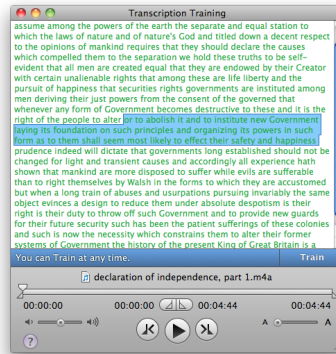 Transcription Training
assume among the powers of the earth the separate and equal station to
which the laws of nature and of nature's God and titled down a decent respect
to the opinions of mankind requires that they should declare the causes
which compelled them to the separation we hold these truths to be self-
evident that all men are created equal that they are endowed by their Creator
with certain unalienable rights that among these are life liberty and the
pursuit of happiness that securities rights governments are instituted among
men deriving their just powers from the consent of the governed that
whenever any form of Government becomes destructive to these and it is the
right of the people to alter or to abolish it and to institute new Government
laying its foundation on such principles and organizing its powers in such
form as to them shall seem most likely to effect their safety and happiness
prudence indeed will dictate that governments long established should not be
changed for light and transient causes and accordingly all experience hath
shown that mankind are more disposed to suffer while evils are sufferable
than to right themselves by Walsh in the forms to which they are accustomed
but when a long train of abuses and usurpations pursuing invariably the same
object evinces a design to reduce them under absolute despotism is their
right is their duty to throw off such Government and to provide new guards
for their future security such has been the patient sufferings of these colonies
and such is now the necessity which constrains them to alter their former
systems of Government the history of the present King of Great Britain is a
You can Train at any time.
Train
declaration of independence, part 1.m4a
00:00:00
00:00:00
00:04:44
00:04:44
A
A
?